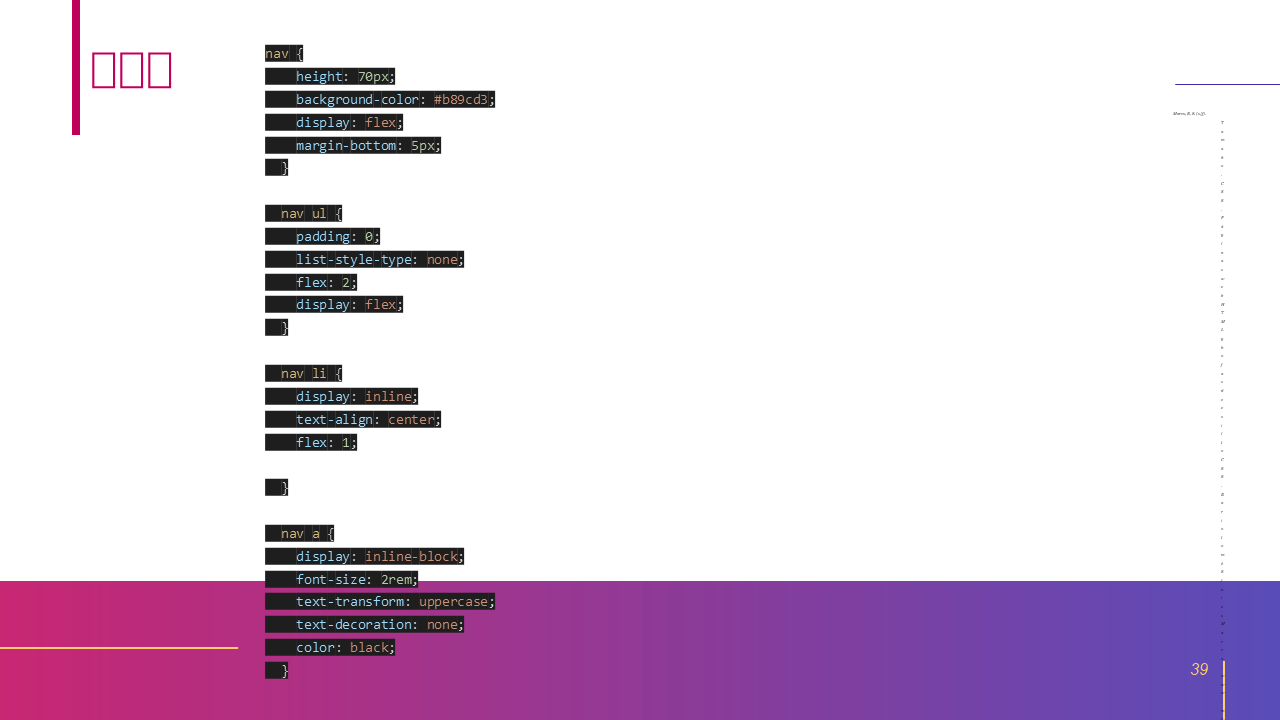 nav {
    height: 70px;
    background-color: #b89cd3;
    display: flex;
    margin-bottom: 5px;
  }
  nav ul {
    padding: 0;
    list-style-type: none;
    flex: 2;
    display: flex;
  }
  nav li {
    display: inline;
    text-align: center;
    flex: 1;
  }
  nav a {
    display: inline-block;
    font-size: 2rem;
    text-transform: uppercase;
    text-decoration: none;
    color: black;
  }
39